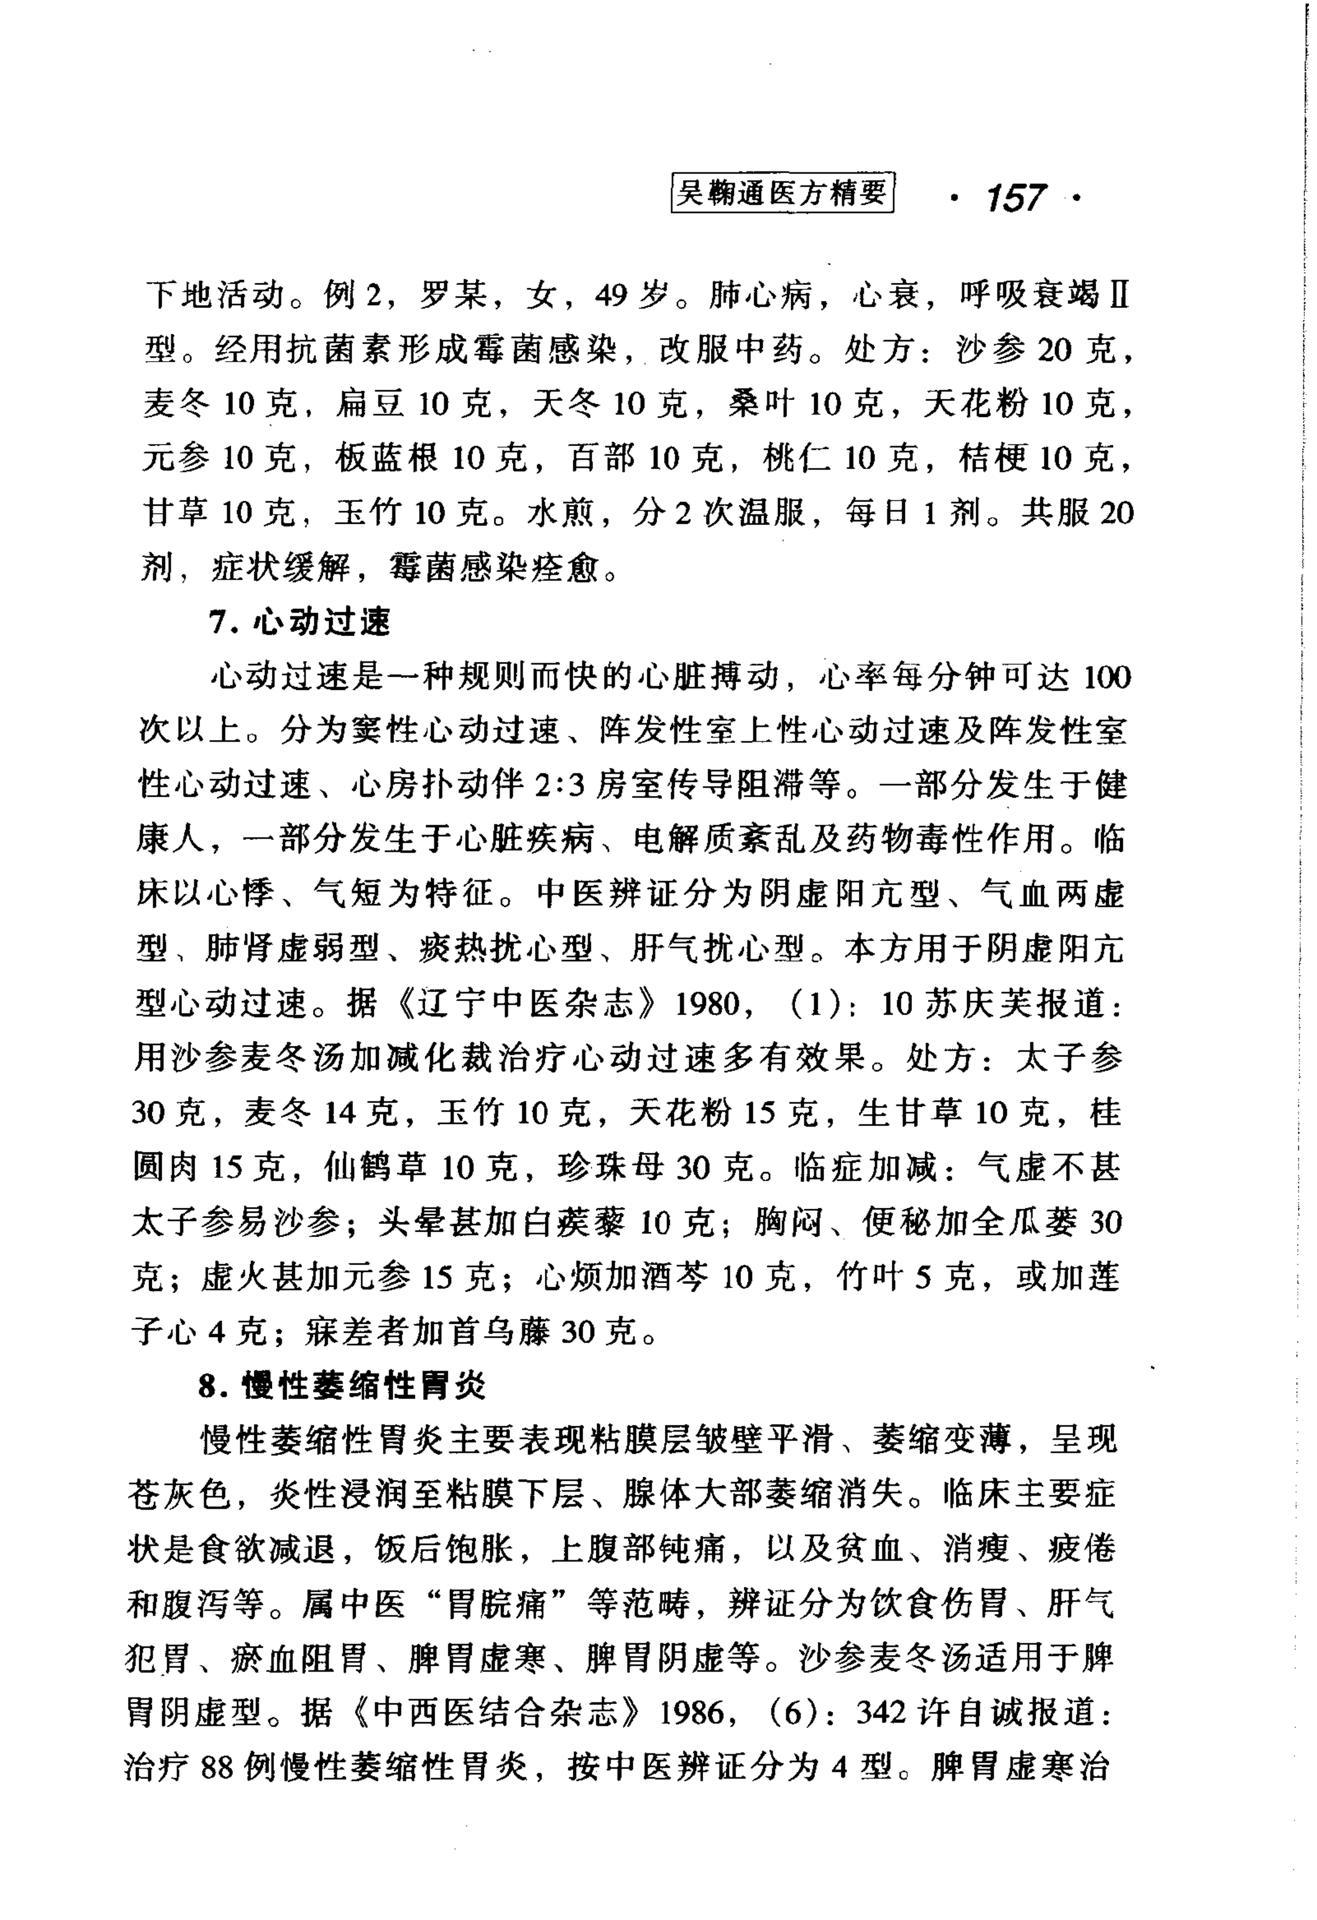 吴鞠通医方精要 · 157 ·
下地活动。例 2，罗某，女，49 岁。肺心病，心衰，呼吸衰竭Ⅱ
型。经用抗菌素形成霉菌感染，改服中药。处方：沙参 20 克，
麦冬 10 克，扁豆 10 克，天冬 10 克，桑叶 10 克，天花粉 10 克，
元参 10 克，板蓝根 10 克，百部 10 克，桃仁 10 克，桔梗 10 克，
甘草 10 克，玉竹 10 克。水煎，分 2 次温服，每日 1 剂。共服 20
剂，症状缓解，霉菌感染痊愈。
7. 心动过速
心动过速是一种规则而快的心脏搏动，心率每分钟可达 100
次以上。分为窦性心动过速、阵发性室上性心动过速及阵发性室
性心动过速、心房扑动伴 2:3 房室传导阻滞等。一部分发生于健
康人，一部分发生于心脏疾病、电解质紊乱及药物毒性作用。临
床以心悸、气短为特征。中医辨证分为阴虚阳亢型、气血两虚
型、肺肾虚弱型、痰热扰心型、肝气扰心型。本方用于阴虚阳亢
型心动过速。据《辽宁中医杂志》1980，（1）：10 苏庆芙报道：
用沙参麦冬汤加减化裁治疗心动过速多有效果。处方：太子参
30 克，麦冬 14 克，玉竹 10 克，天花粉 15 克，生甘草 10 克，桂
圆肉 15 克，仙鹤草 10 克，珍珠母 30 克。临症加减：气虚不甚
太子参易沙参；头晕甚加白蒺藜 10 克；胸闷、便秘加全瓜蒌 30
克；虚火甚加元参 15 克；心烦加酒芩 10 克，竹叶 5 克，或加莲
子心 4 克；寐差者加首乌藤 30 克。
8. 慢性萎缩性胃炎
慢性萎缩性胃炎主要表现粘膜层皱壁平滑、萎缩变薄，呈现
苍灰色，炎性浸润至粘膜下层、腺体大部萎缩消失。临床主要症
状是食欲减退，饭后饱胀，上腹部钝痛，以及贫血、消瘦、疲倦
和腹泻等。属中医“胃脘痛”等范畴，辨证分为饮食伤胃、肝气
犯胃、瘀血阻胃、脾胃虚寒、脾胃阴虚等。沙参麦冬汤适用于脾
胃阴虚型。据《中西医结合杂志》1986，（6）：342 许自诚报道：
治疗 88 例慢性萎缩性胃炎，按中医辨证分为 4 型。脾胃虚寒治